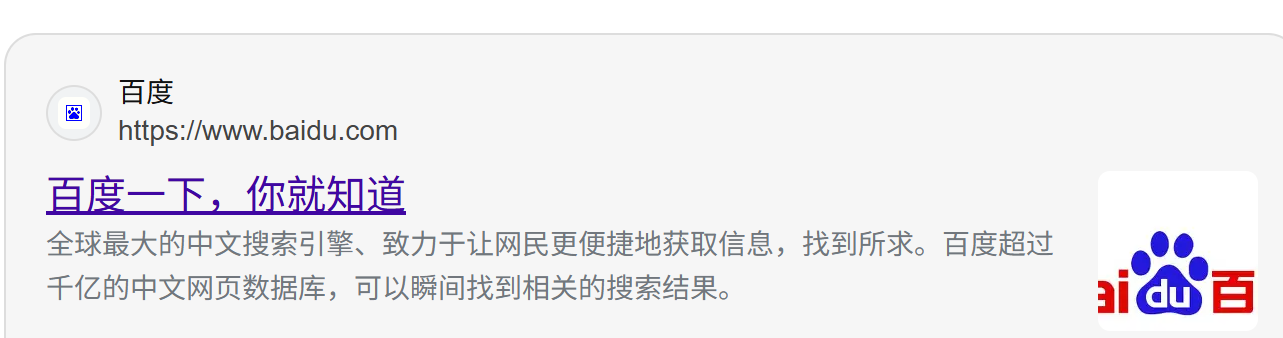 百度
https://www.baidu.com
百度一下，你就知道
全球最大的中文搜索引擎、致力于让网民更便捷地获取信息，找到所求。百度超过
千亿的中文网页数据库，可以瞬间找到相关的搜索结果。
ai du 百